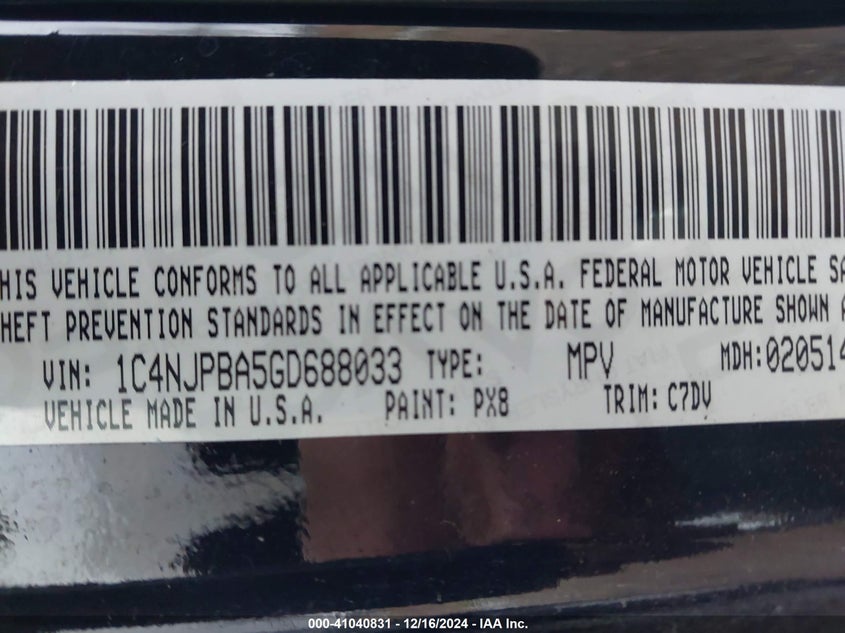 HIS VEHICLE CONFORMS TO ALL APPLICABLE U.S.A. FEDERAL MOTOR VEHICLE SA
HEFT PREVENTION STANDARDS IN EFFECT ON THE DATE OF MANUFACTURE SHOWN A
VIN: 1C4NJPBA5GD688033 TYPE: MPV MDH:020514
VEHICLE MADE IN U.S.A. PAINT: PX8 TRIM: C7DV
000-41040831 - 12/16/2024 - IAA Inc.